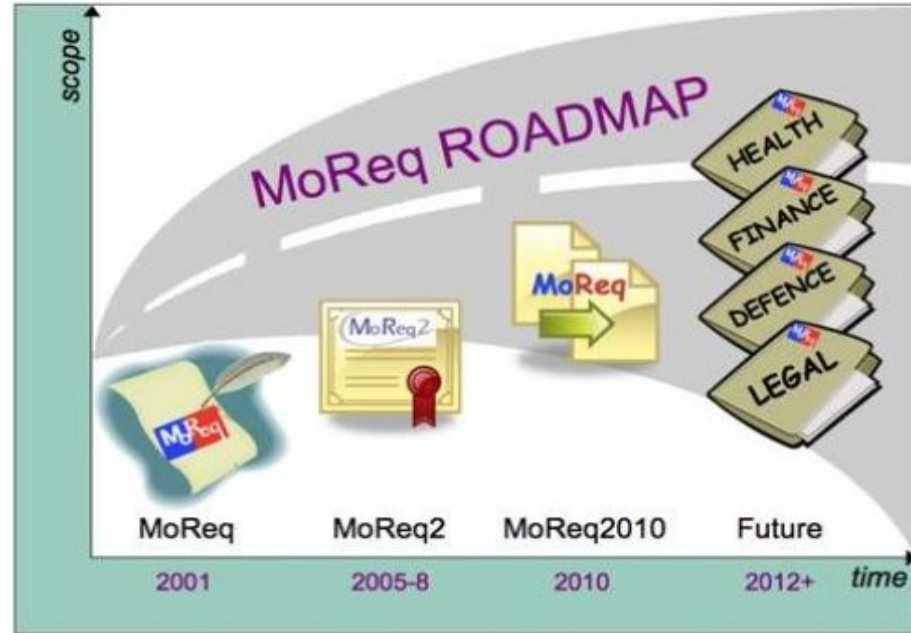 scope
MoReq ROADMAP
HEALTH
FINANCE
DEFENCE
LEGAL
MoReq
MoReq2
MoReq
MoReq MoReq2 MoReq2010 Future
2001 2005-8 2010 2012+ time